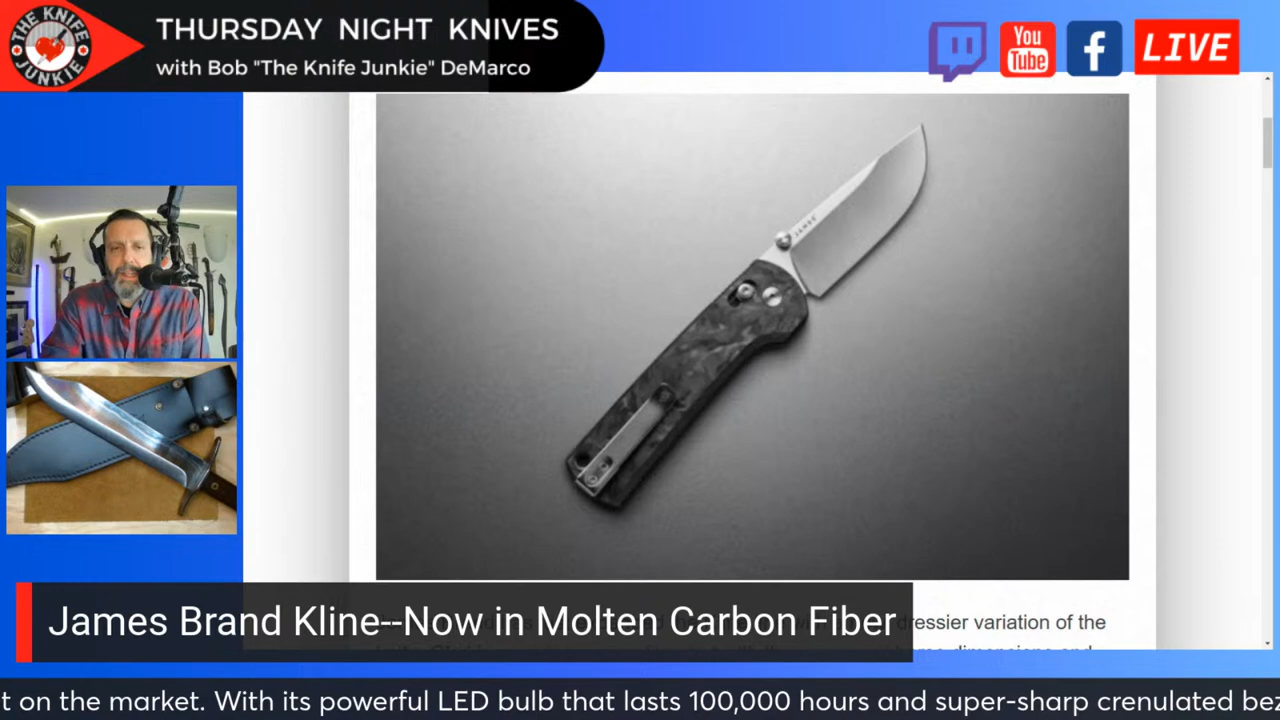 THE KNIFE
JUNKIE
THURSDAY NIGHT KNIVES
with Bob "The Knife Junkie" DeMarco
You
Tube
f
LIVE
JAMES
James Brand Kline--Now in Molten Carbon Fiber
dressier variation of the
t on the market. With its powerful LED bulb that lasts 100,000 hours and super-sharp crenulated bez